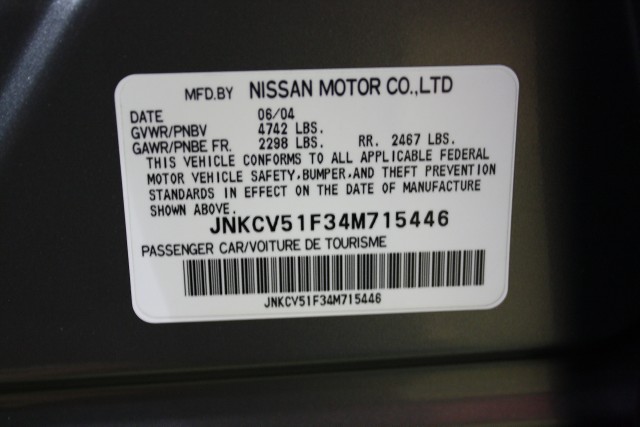 MFD.BY NISSAN MOTOR CO.,LTD
DATE 06/04
GVWR/PNBV 4742 LBS.
GAWR/PNBE FR. 2298 LBS. RR. 2467 LBS.
THIS VEHICLE CONFORMS TO ALL APPLICABLE FEDERAL
MOTOR VEHICLE SAFETY,BUMPER,AND THEFT PREVENTION
STANDARDS IN EFFECT ON THE DATE OF MANUFACTURE
SHOWN ABOVE.
JNKCV51F34M715446
PASSENGER CAR/VOITURE DE TOURISME
JNKCV51F34M715446